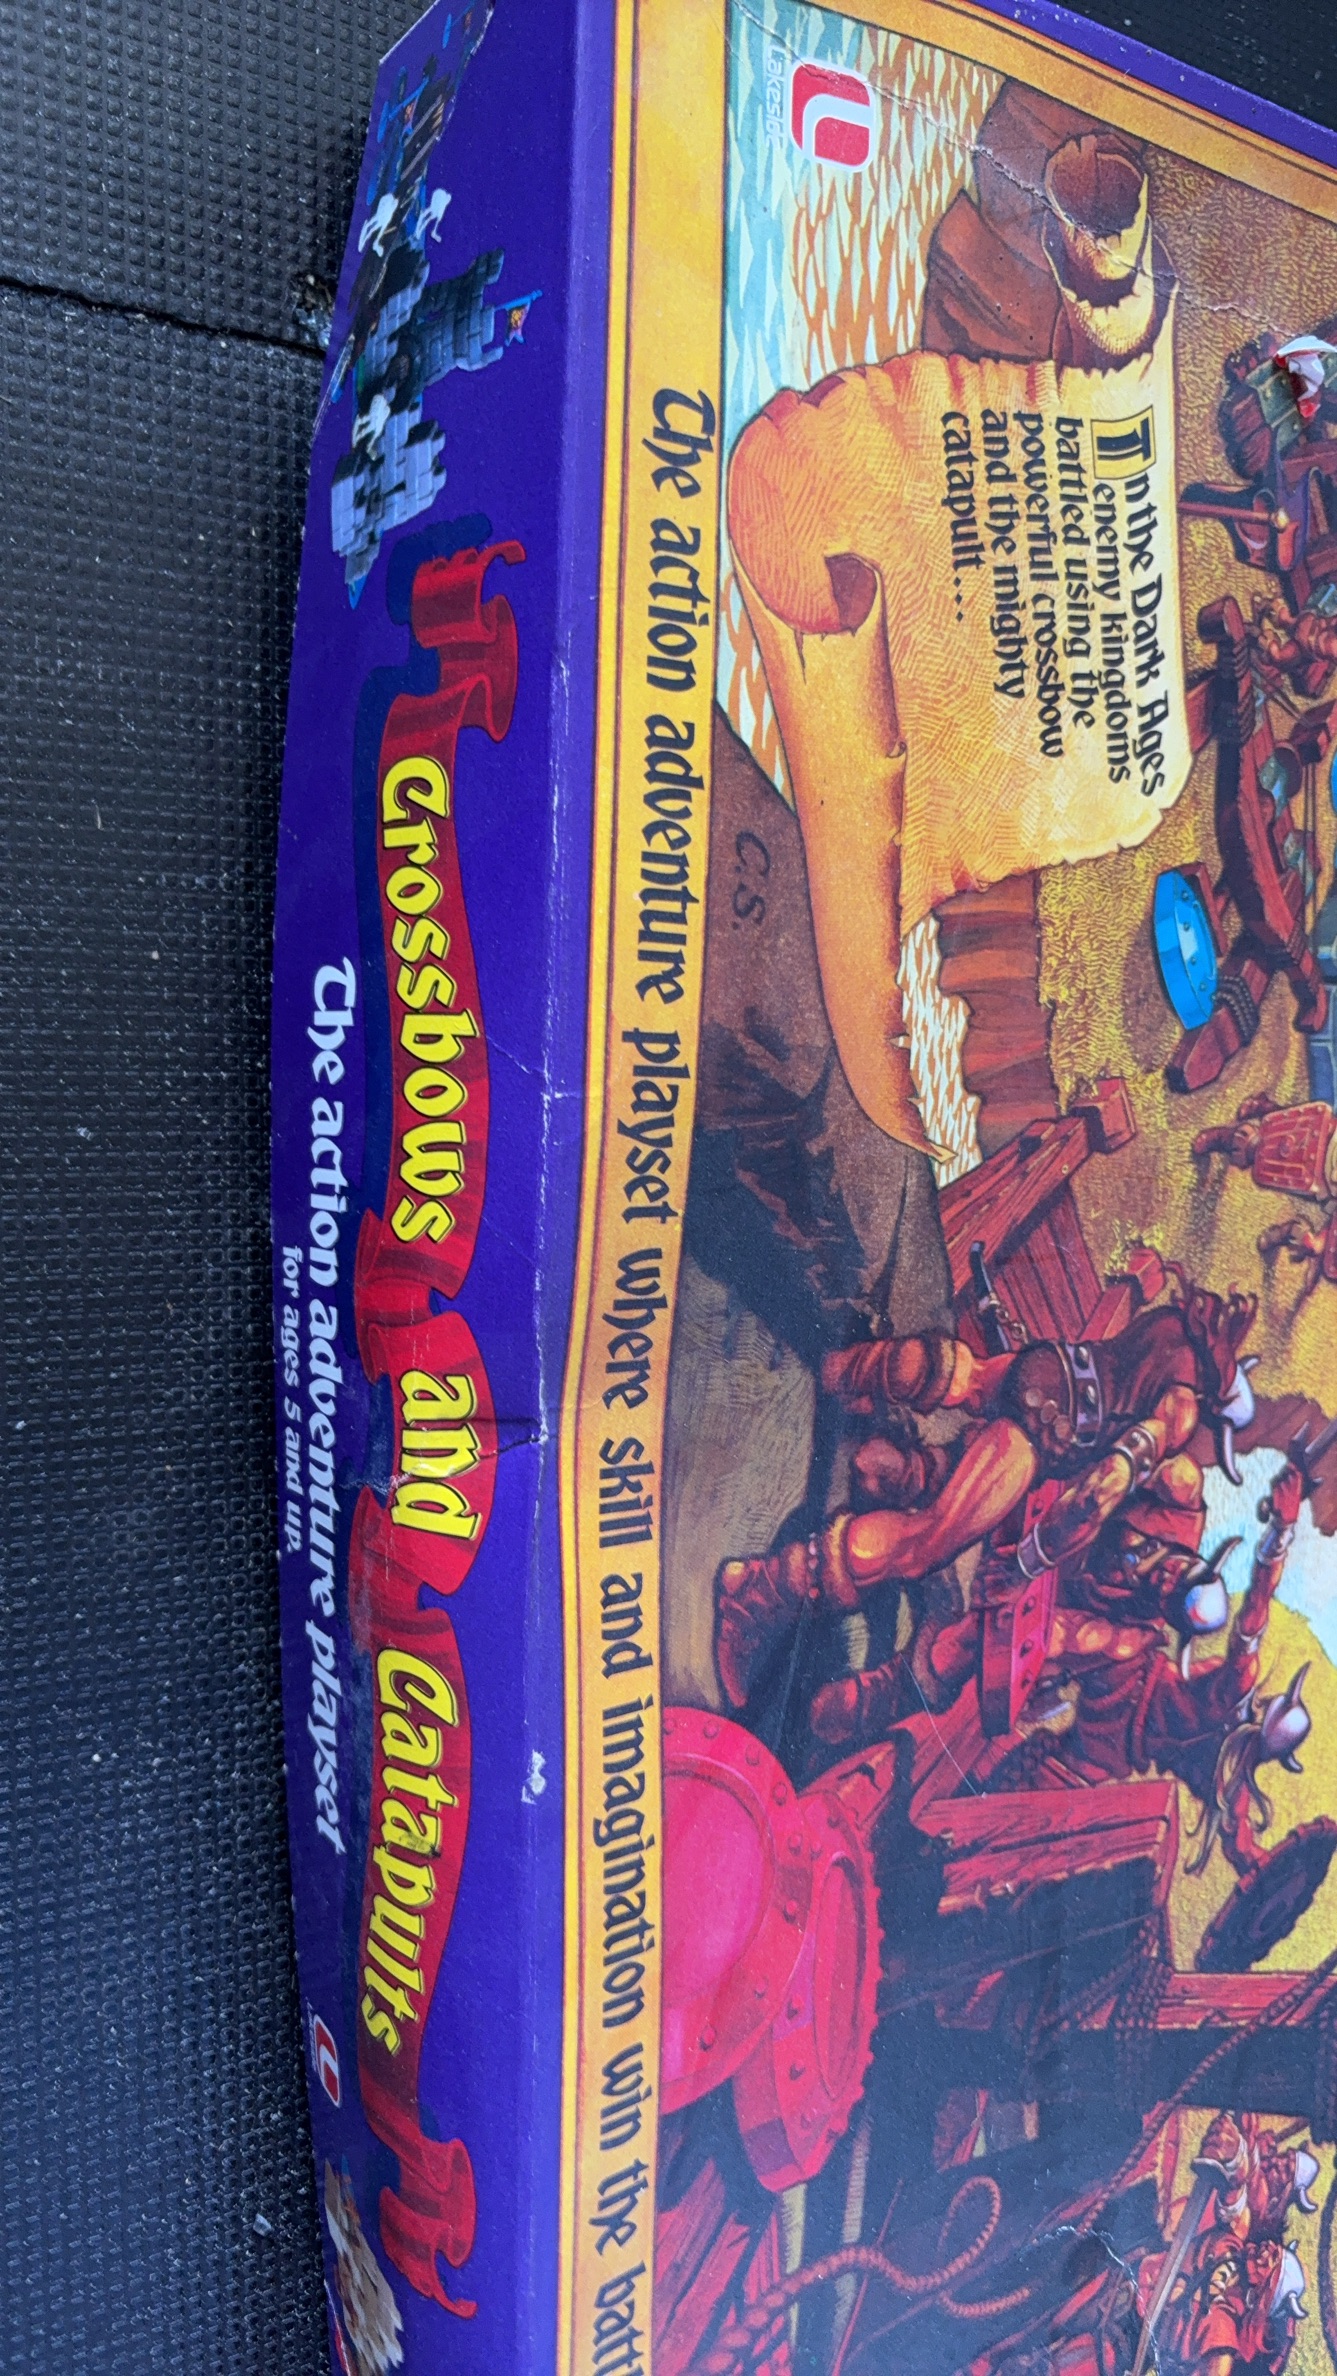 Lakeside
In the Dark Ages
enemy kingdoms
battled using the
powerful crossbow
and the mighty
catapult...
C.S.
The action adventure playset where skill and imagination win the
Crossbows and Catapults
The action adventure playset
for ages 5 and up.